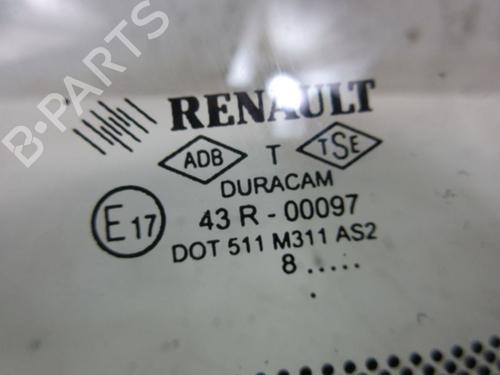 B-PARTS
RENAULT
ADB T TSE
DURACAM
E17 43 R - 00097
DOT 511 M311 AS2
8 .....